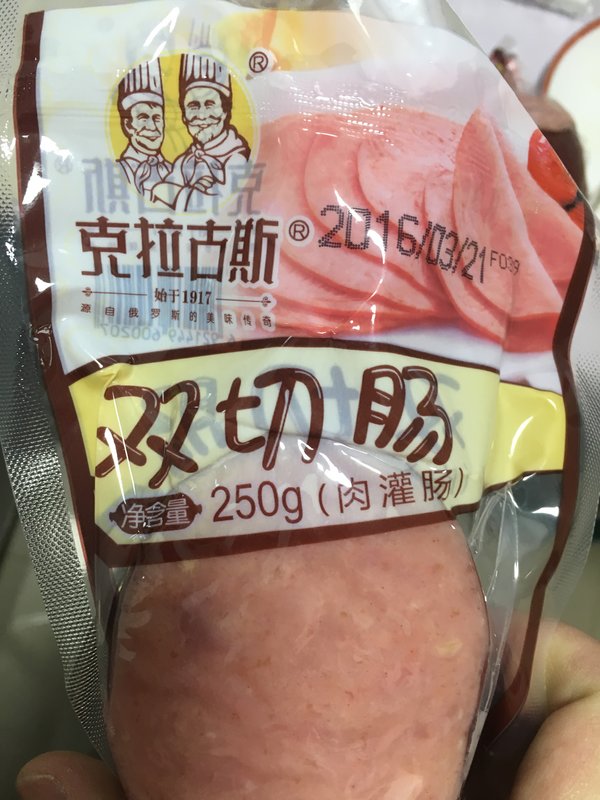 ®
克拉古斯®
始于1917
源自俄罗斯的美味传奇
2016/03/21 F039
双切肠
净含量 250g（肉灌肠）